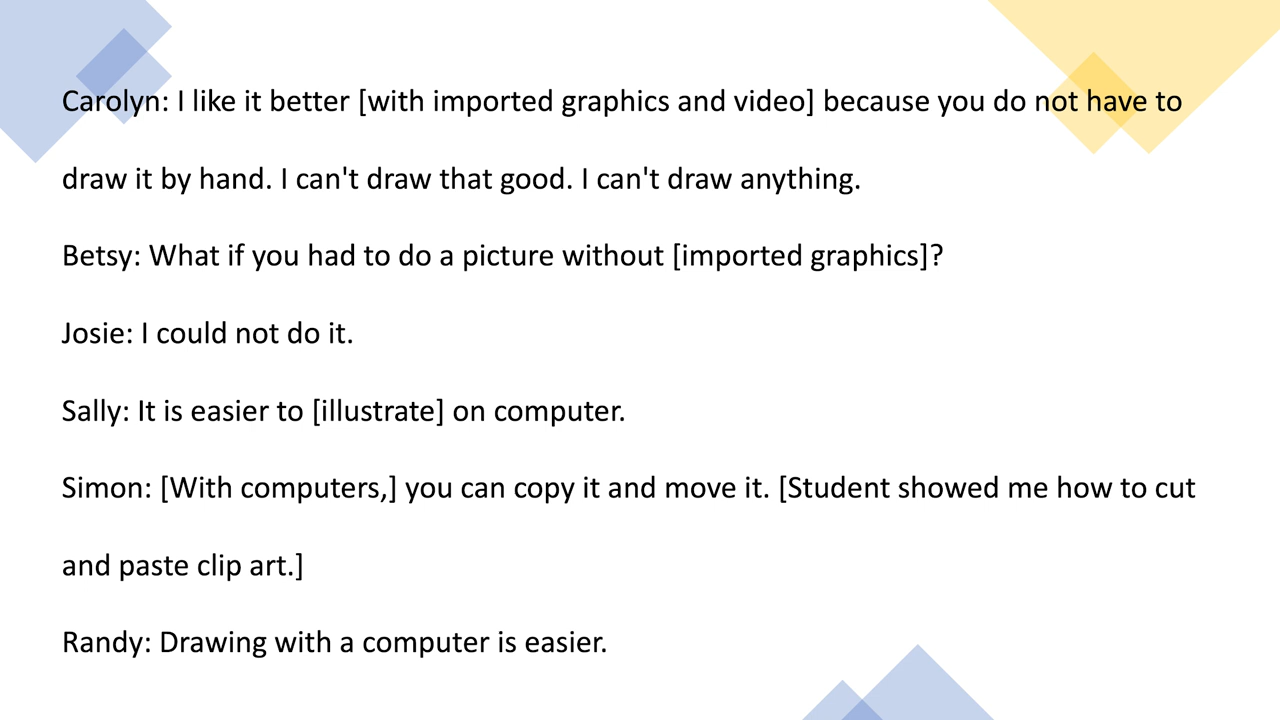 Carolyn: I like it better [with imported graphics and video] because you do not have to
draw it by hand. I can't draw that good. I can't draw anything.
Betsy: What if you had to do a picture without [imported graphics]?
Josie: I could not do it.
Sally: It is easier to [illustrate] on computer.
Simon: [With computers,] you can copy it and move it. [Student showed me how to cut
and paste clip art.]
Randy: Drawing with a computer is easier.